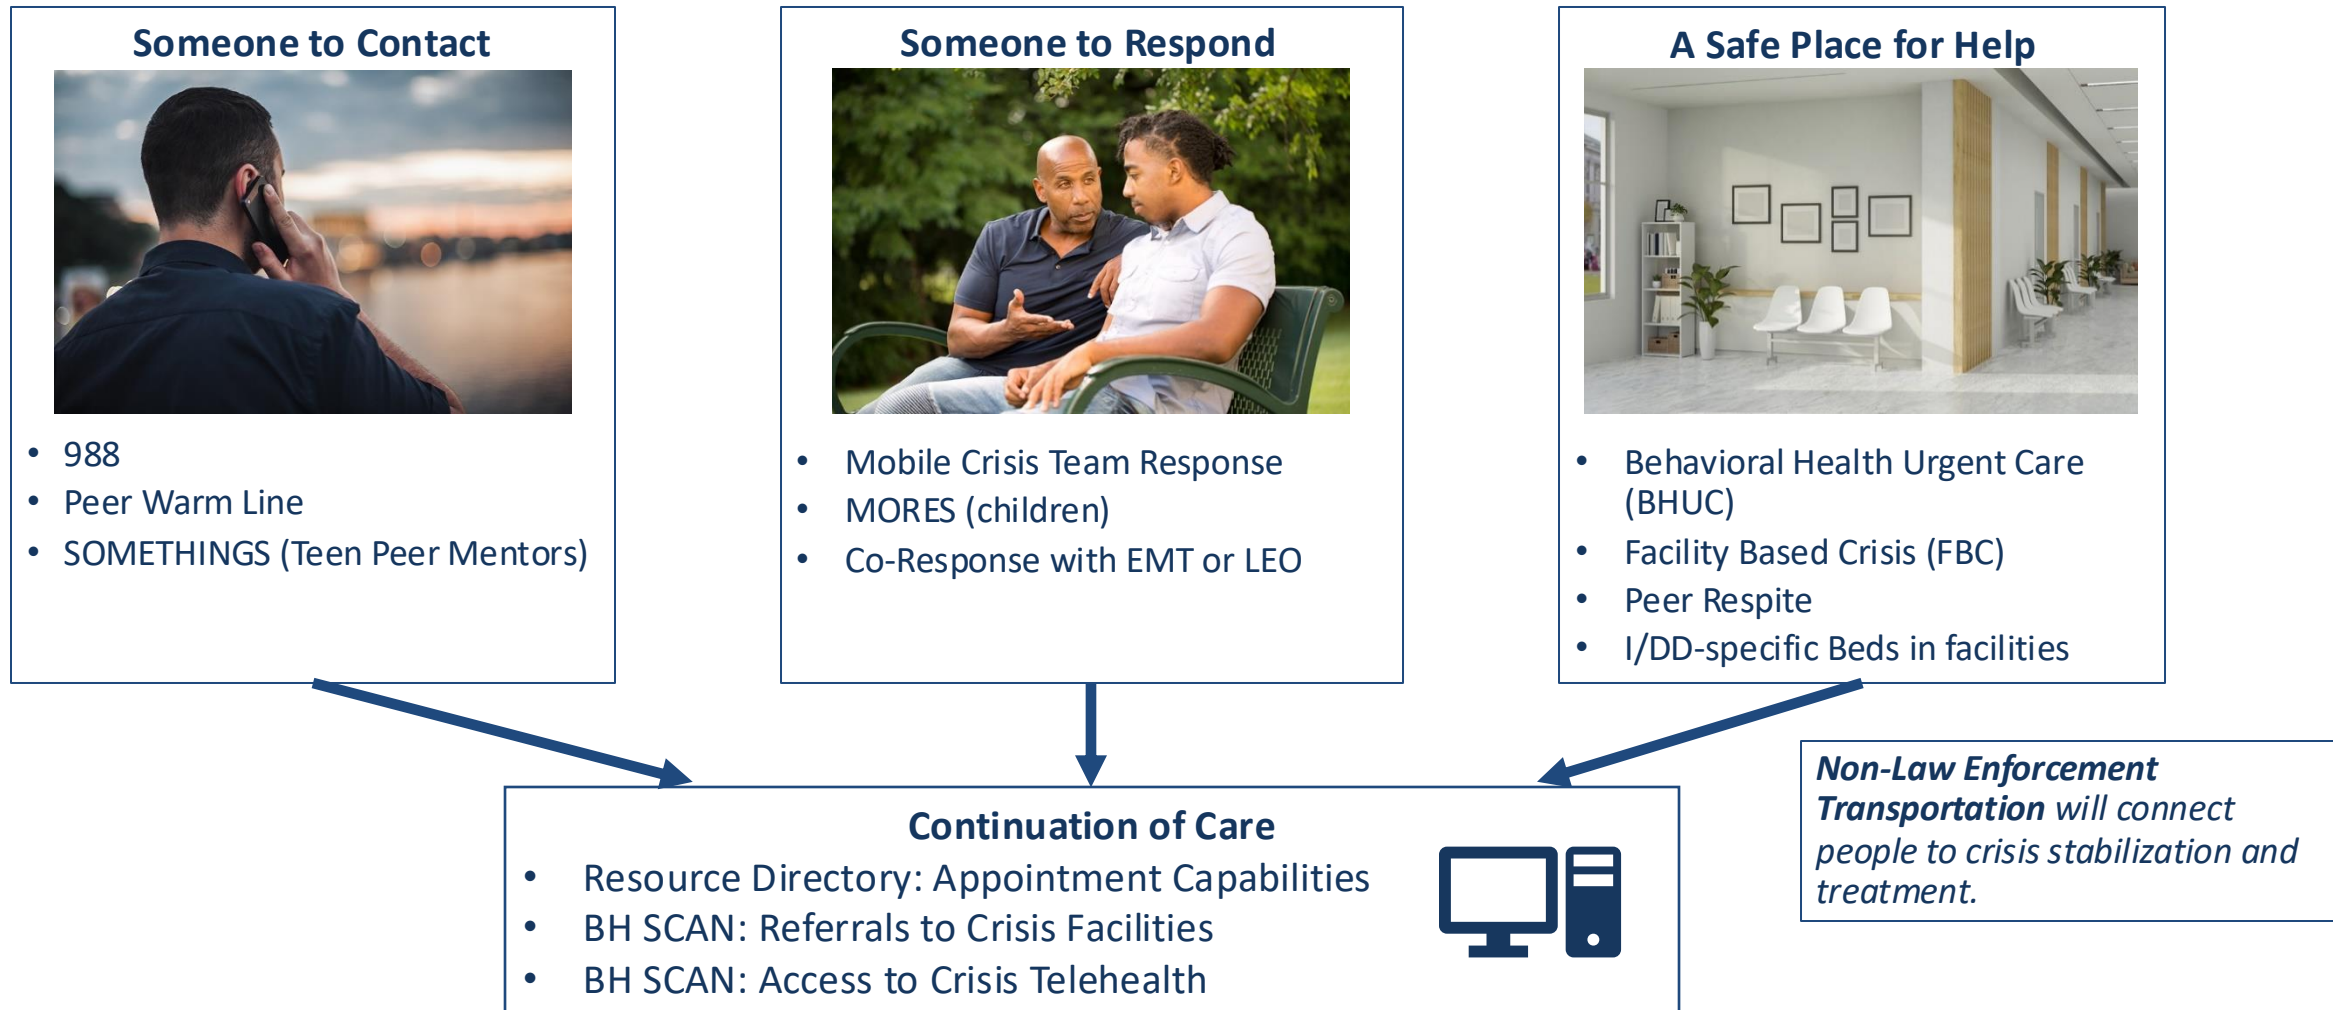 Someone to Contact
• 988
• Peer Warm Line
• SOMETHINGS (Teen Peer Mentors)
Someone to Respond
• Mobile Crisis Team Response
• MORES (children)
• Co-Response with EMT or LEO
A Safe Place for Help
• Behavioral Health Urgent Care
(BHUC)
• Facility Based Crisis (FBC)
• Peer Respite
• I/DD-specific Beds in facilities
Continuation of Care
• Resource Directory: Appointment Capabilities
• BH SCAN: Referrals to Crisis Facilities
• BH SCAN: Access to Crisis Telehealth
Non-Law Enforcement
Transportation will connect
people to crisis stabilization and
treatment.